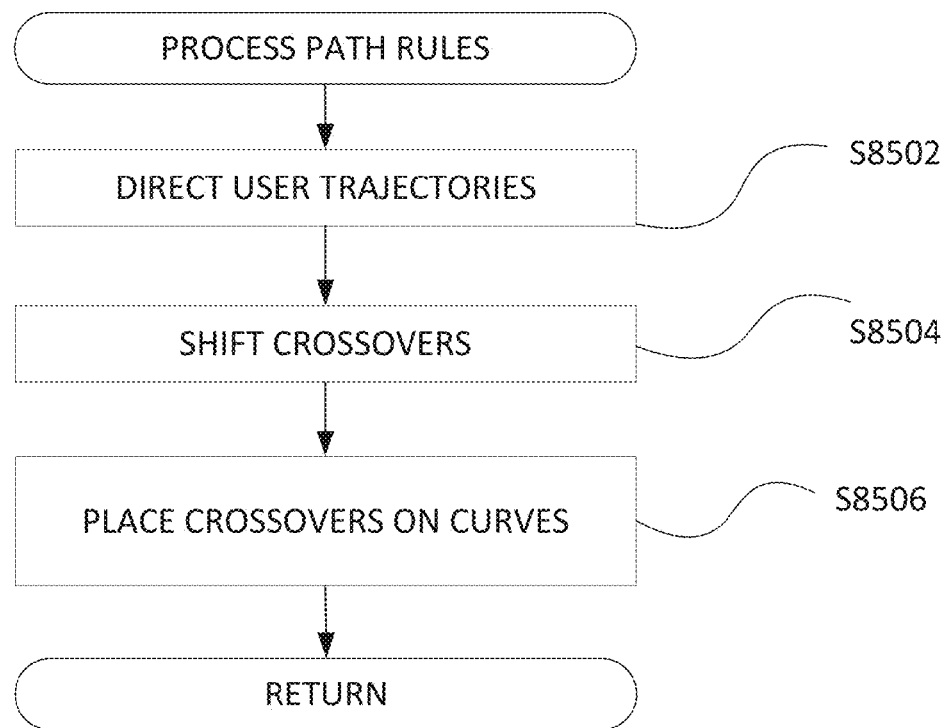 PROCESS PATH RULES
DIRECT USER TRAJECTORIES
S8502
SHIFT CROSSOVERS
S8504
PLACE CROSSOVERS ON CURVES
S8506
RETURN